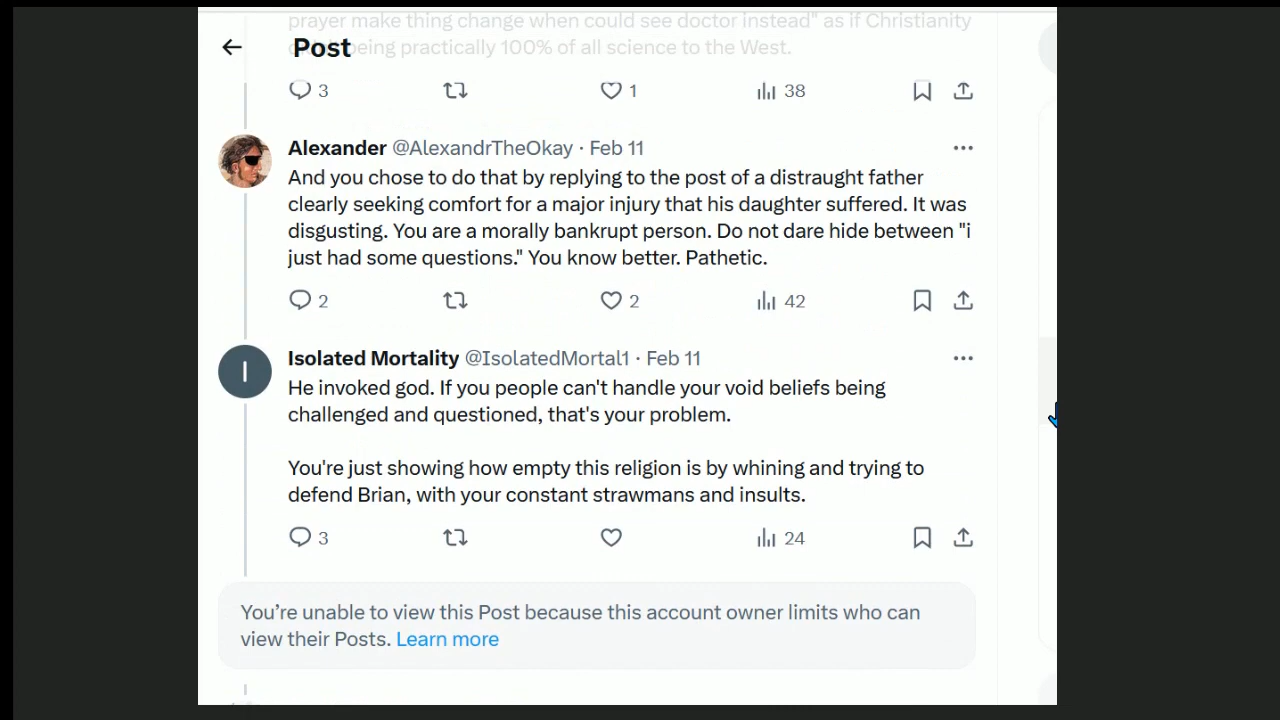 prayer make thing change when could see doctor instead" as if Christianity
being practically 100% of all science to the West.
Post
3 1 38
Alexander @AlexandrTheOkay · Feb 11
And you chose to do that by replying to the post of a distraught father
clearly seeking comfort for a major injury that his daughter suffered. It was
disgusting. You are a morally bankrupt person. Do not dare hide between "i
just had some questions." You know better. Pathetic.
2 2 42
I
Isolated Mortality @IsolatedMortal1 · Feb 11
He invoked god. If you people can't handle your void beliefs being
challenged and questioned, that's your problem.
You're just showing how empty this religion is by whining and trying to
defend Brian, with your constant strawmans and insults.
3 24
You're unable to view this Post because this account owner limits who can
view their Posts. Learn more